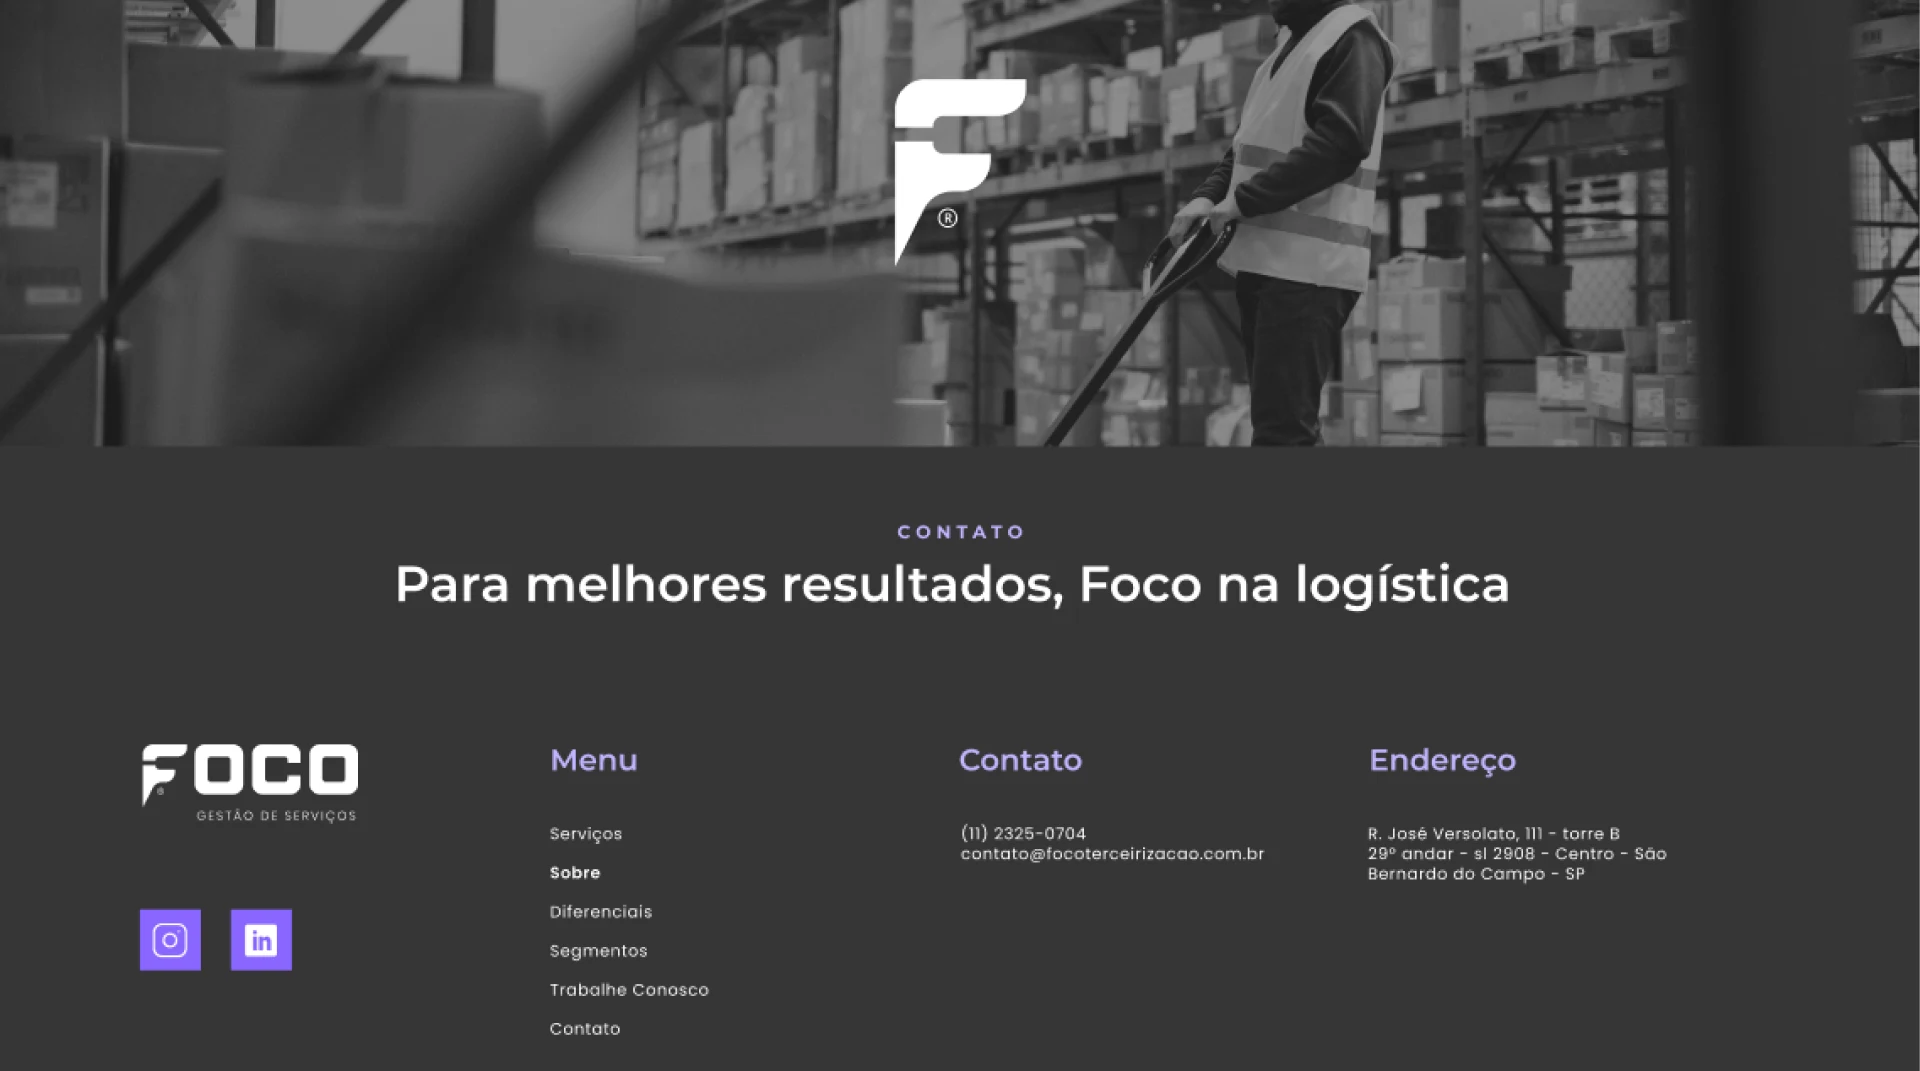 F
®
CONTATO
Para melhores resultados, Foco na logística
FOCO
®
GESTÃO DE SERVIÇOS
Menu
Serviços
Sobre
Diferenciais
Segmentos
Trabalhe Conosco
Contato
Contato
(11) 2325-0704
contato@focoterceirizacao.com.br
Endereço
R. José Versolato, 111 - torre B
29º andar - sl 2908 - Centro - São
Bernardo do Campo - SP
in